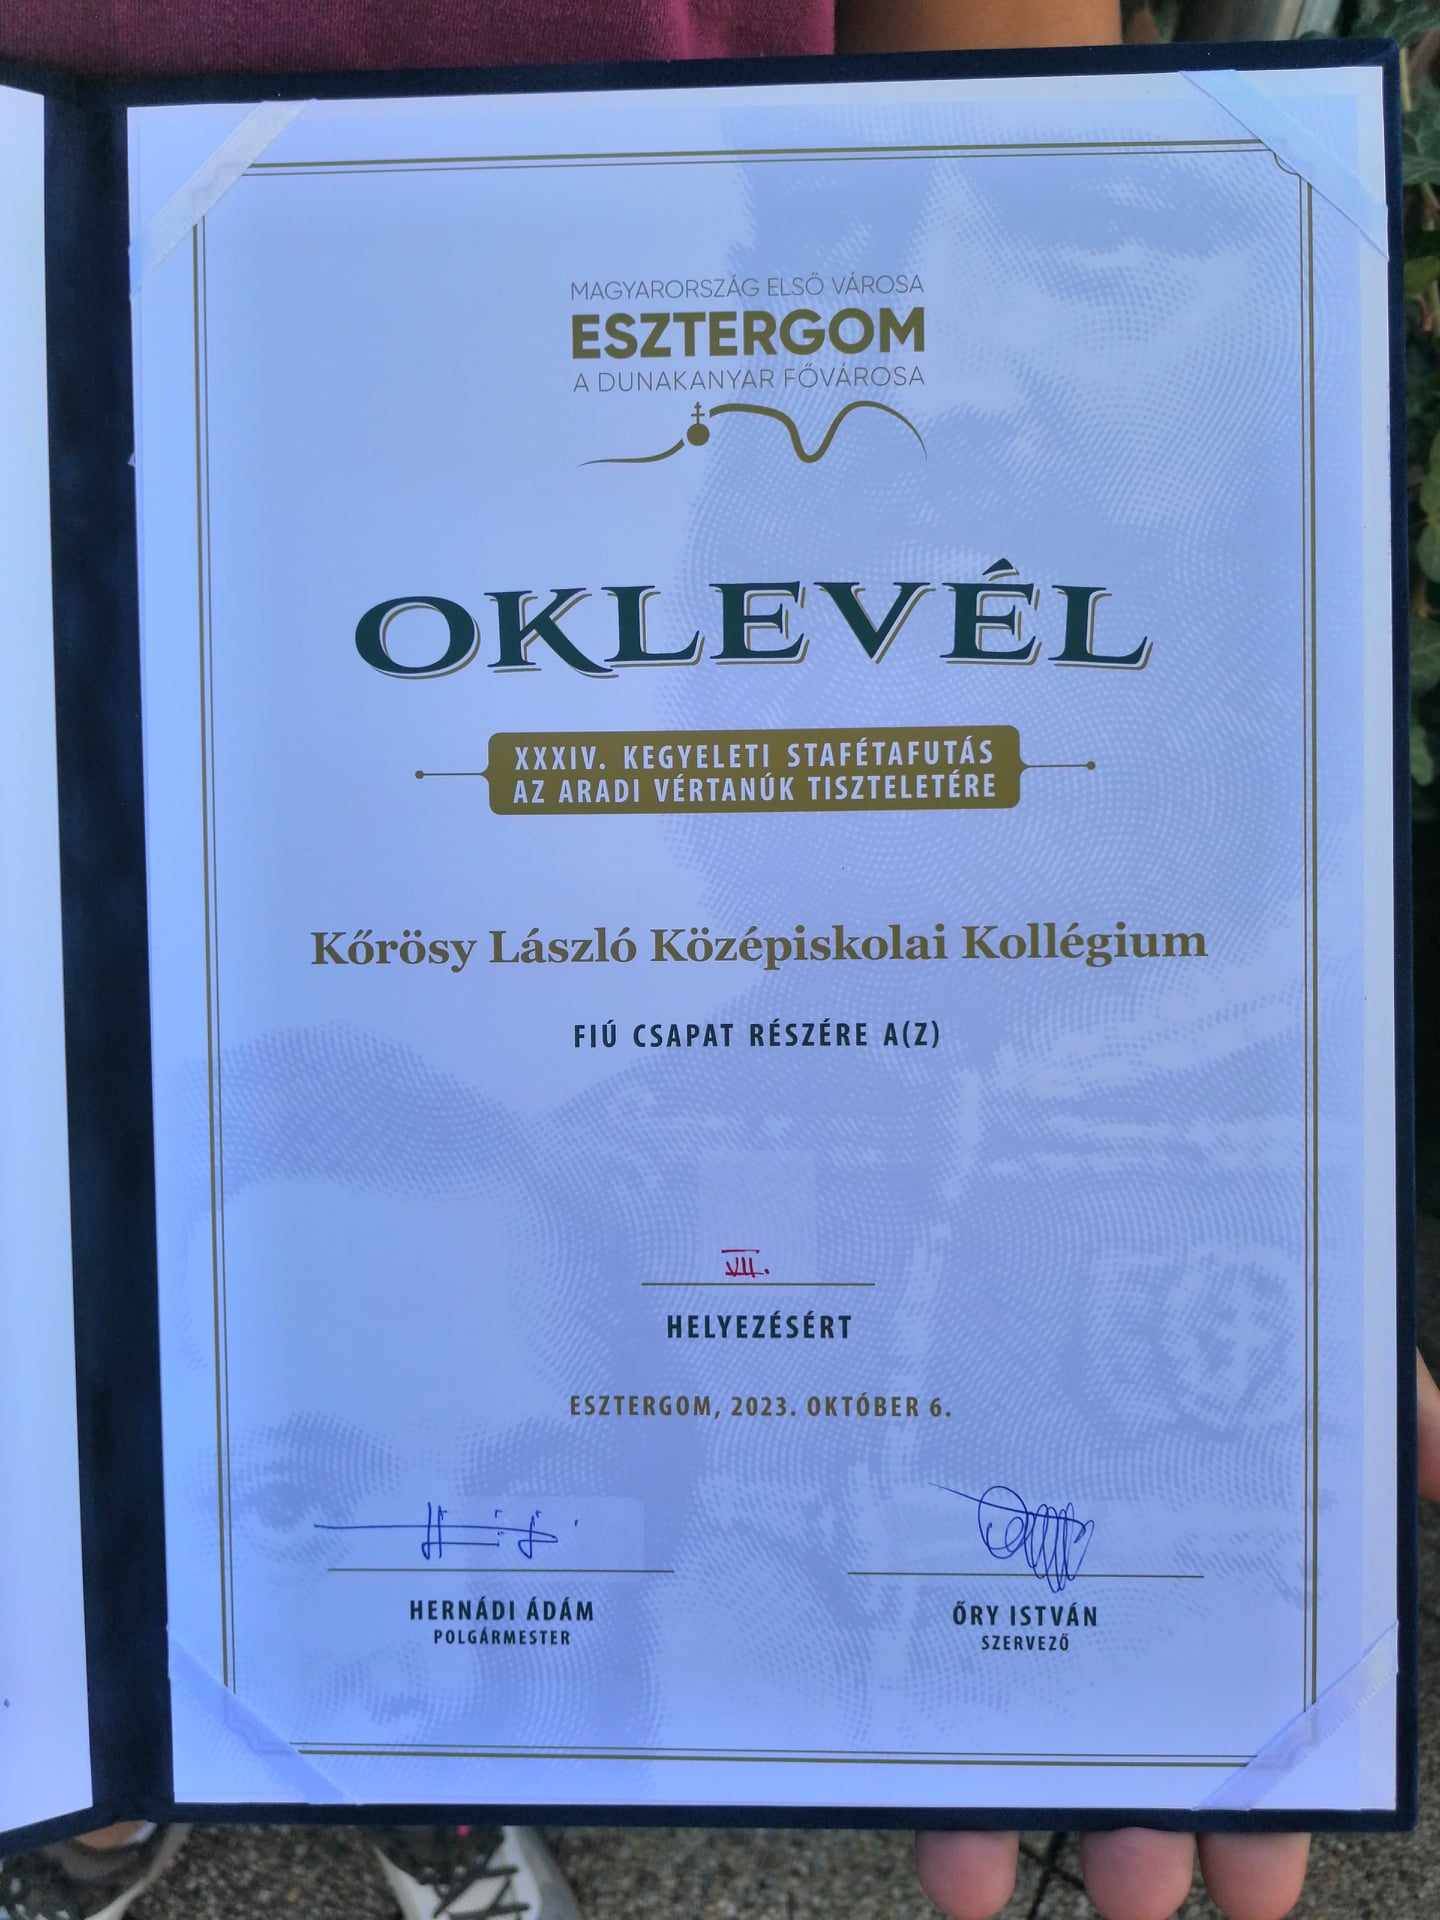 MAGYARORSZÁG ELSŐ VÁROSA
ESZTERGOM
A DUNAKANYAR FŐVÁROSA
OKLEVÉL
XXXIV. KEGYELETI STAFÉTAFUTÁS
AZ ARADI VÉRTANÚK TISZTELETÉRE
Kőrösy László Középiskolai Kollégium
FIÚ CSAPAT RÉSZÉRE A(Z)
VII.
HELYEZÉSÉRT
ESZTERGOM, 2023. OKTÓBER 6.
HERNÁDI ÁDÁM
POLGÁRMESTER
ŐRY ISTVÁN
SZERVEZŐ